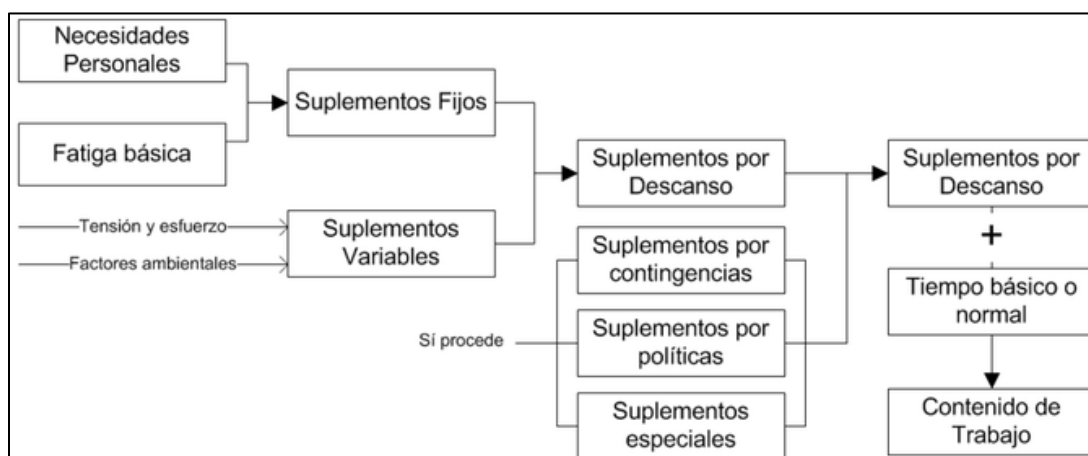 Necesidades
Personales
Fatiga básica
Suplementos Fijos
Tensión y esfuerzo
Factores ambientales
Suplementos
Variables
Suplementos por
Descanso
Sí procede
Suplementos por
contingencias
Suplementos por
políticas
Suplementos
especiales
Suplementos por
Descanso
+
Tiempo básico o
normal
Contenido de
Trabajo